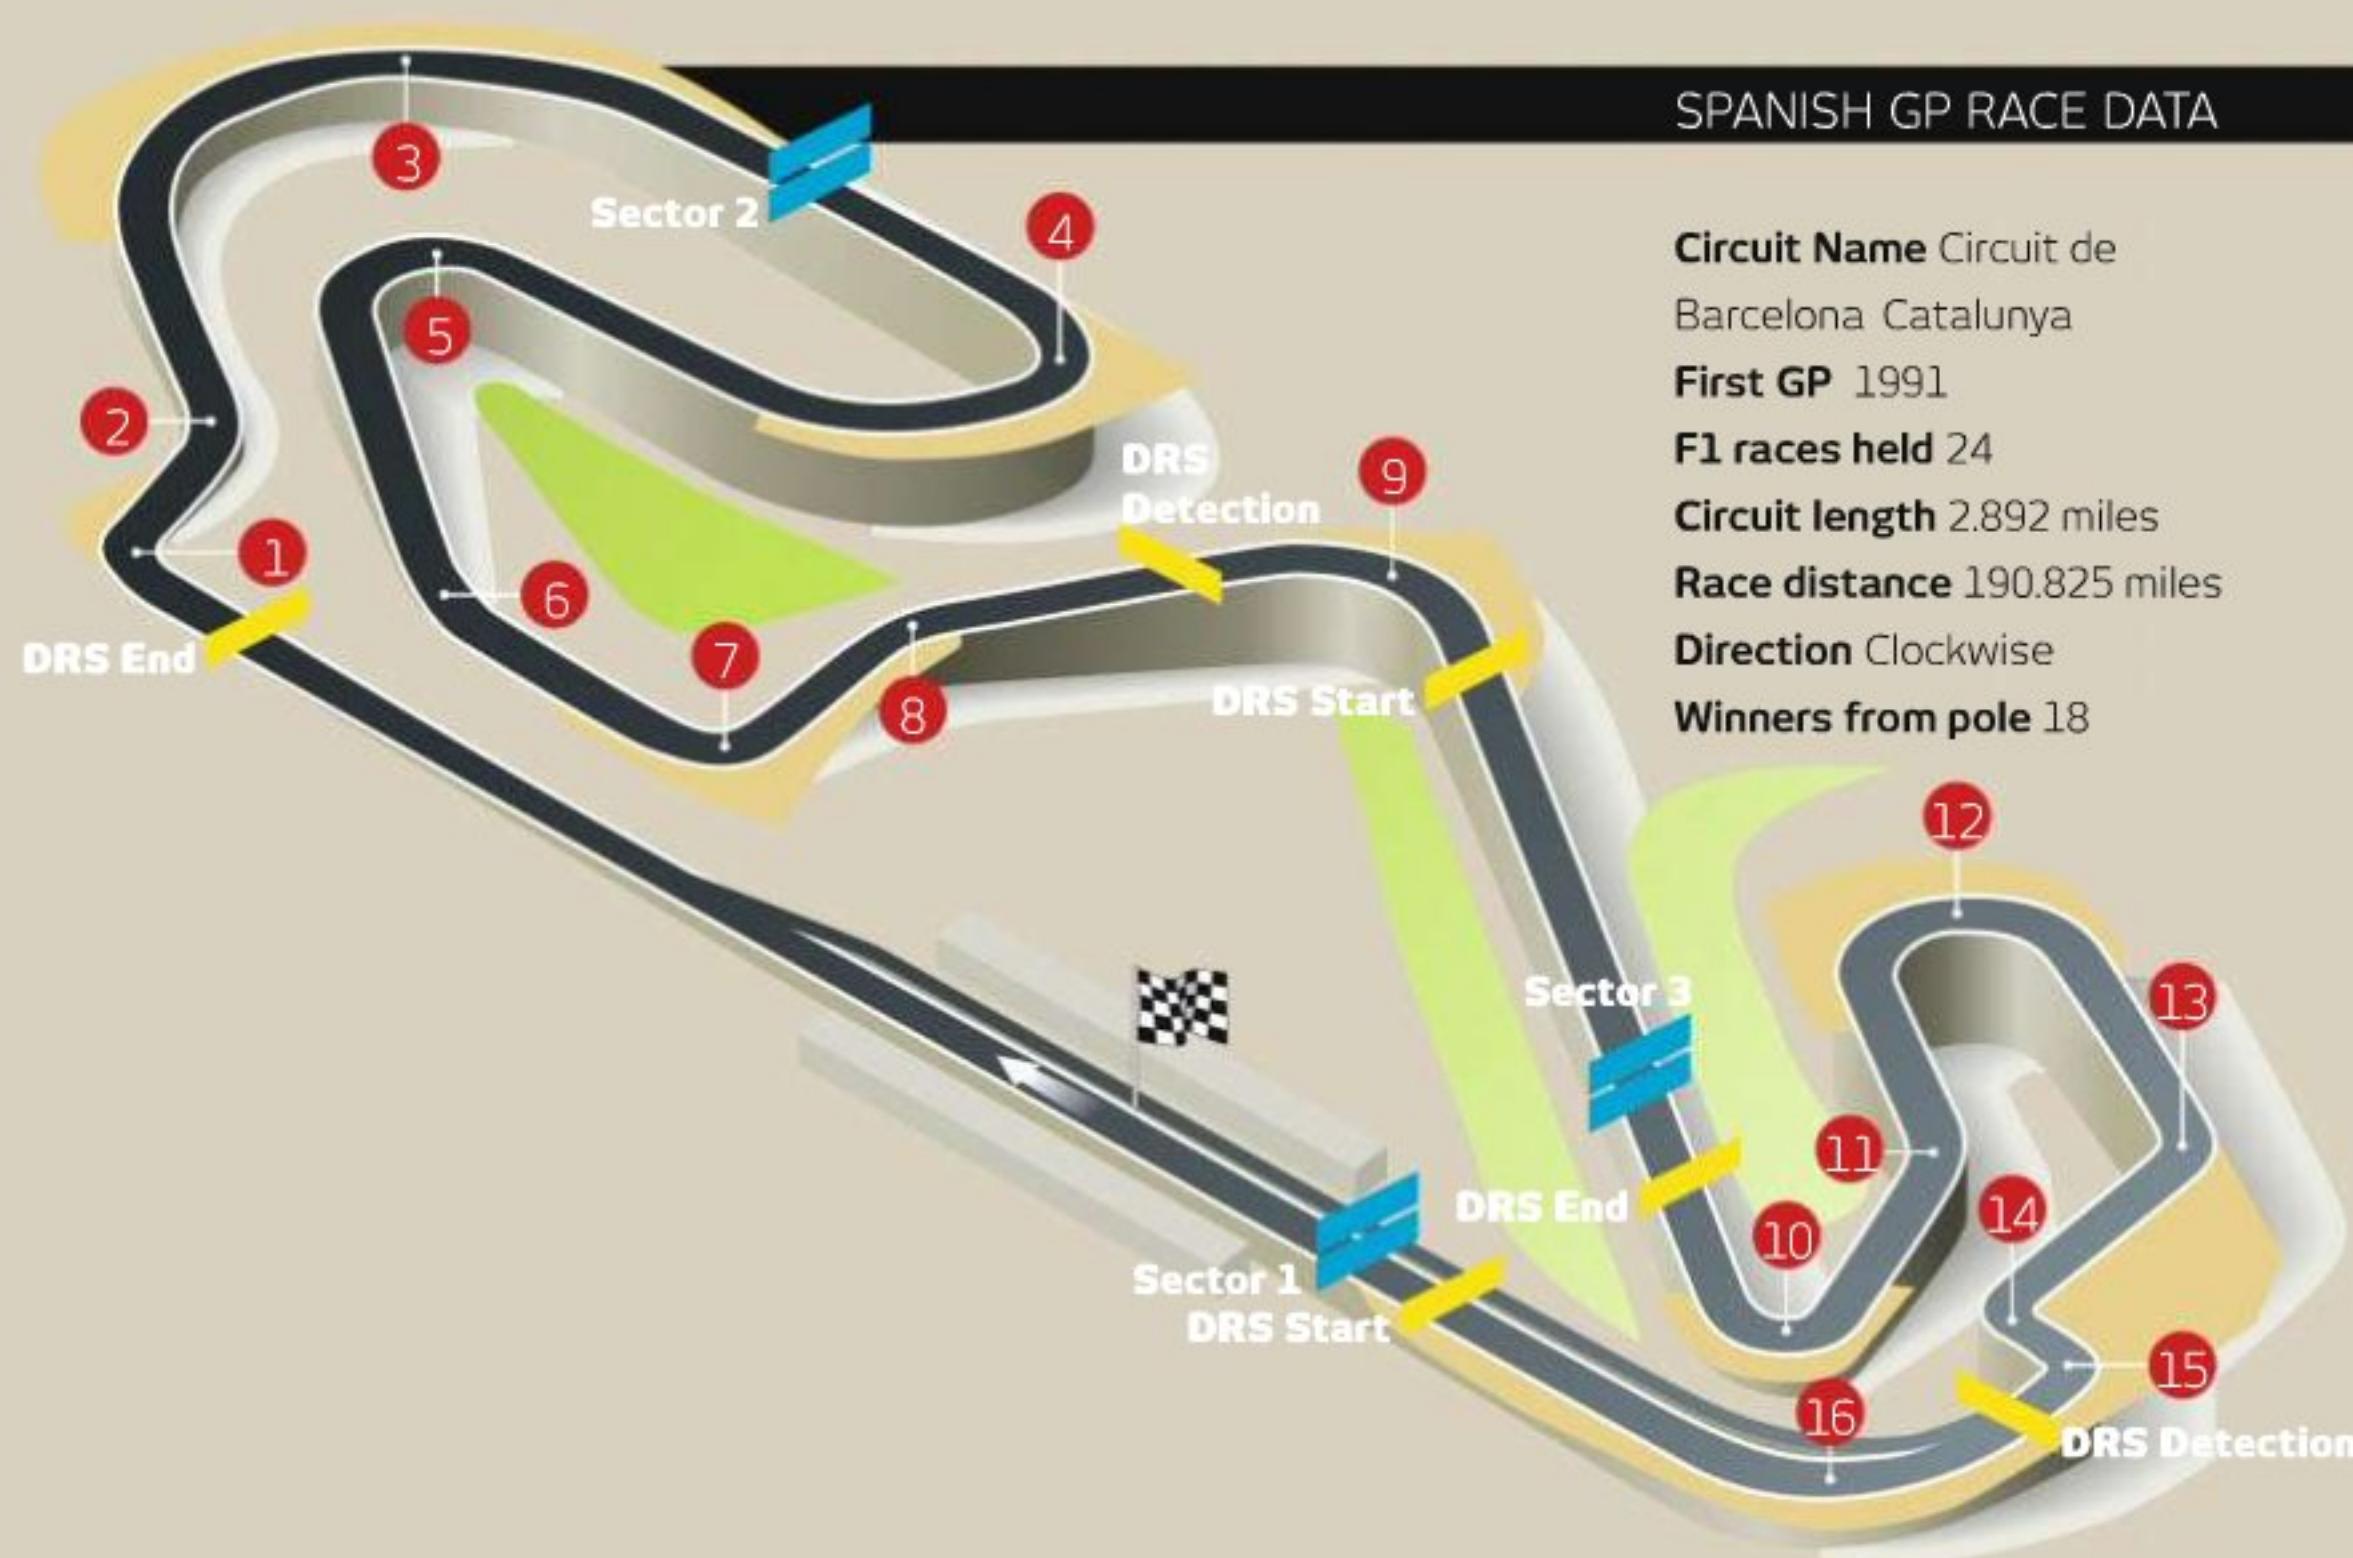 SPANISH GP RACE DATA
Circuit Name Circuit de
Barcelona Catalunya
First GP 1991
F1 races held 24
Circuit length 2.892 miles
Race distance 190.825 miles
Direction Clockwise
Winners from pole 18
3
Sector 2
4
5
2
DRS
Detection
9
1
6
DRS End
7
8
DRS Start
12
Sector 3
13
11
DRS End
14
10
Sector 1
DRS Start
15
16
DRS Detection